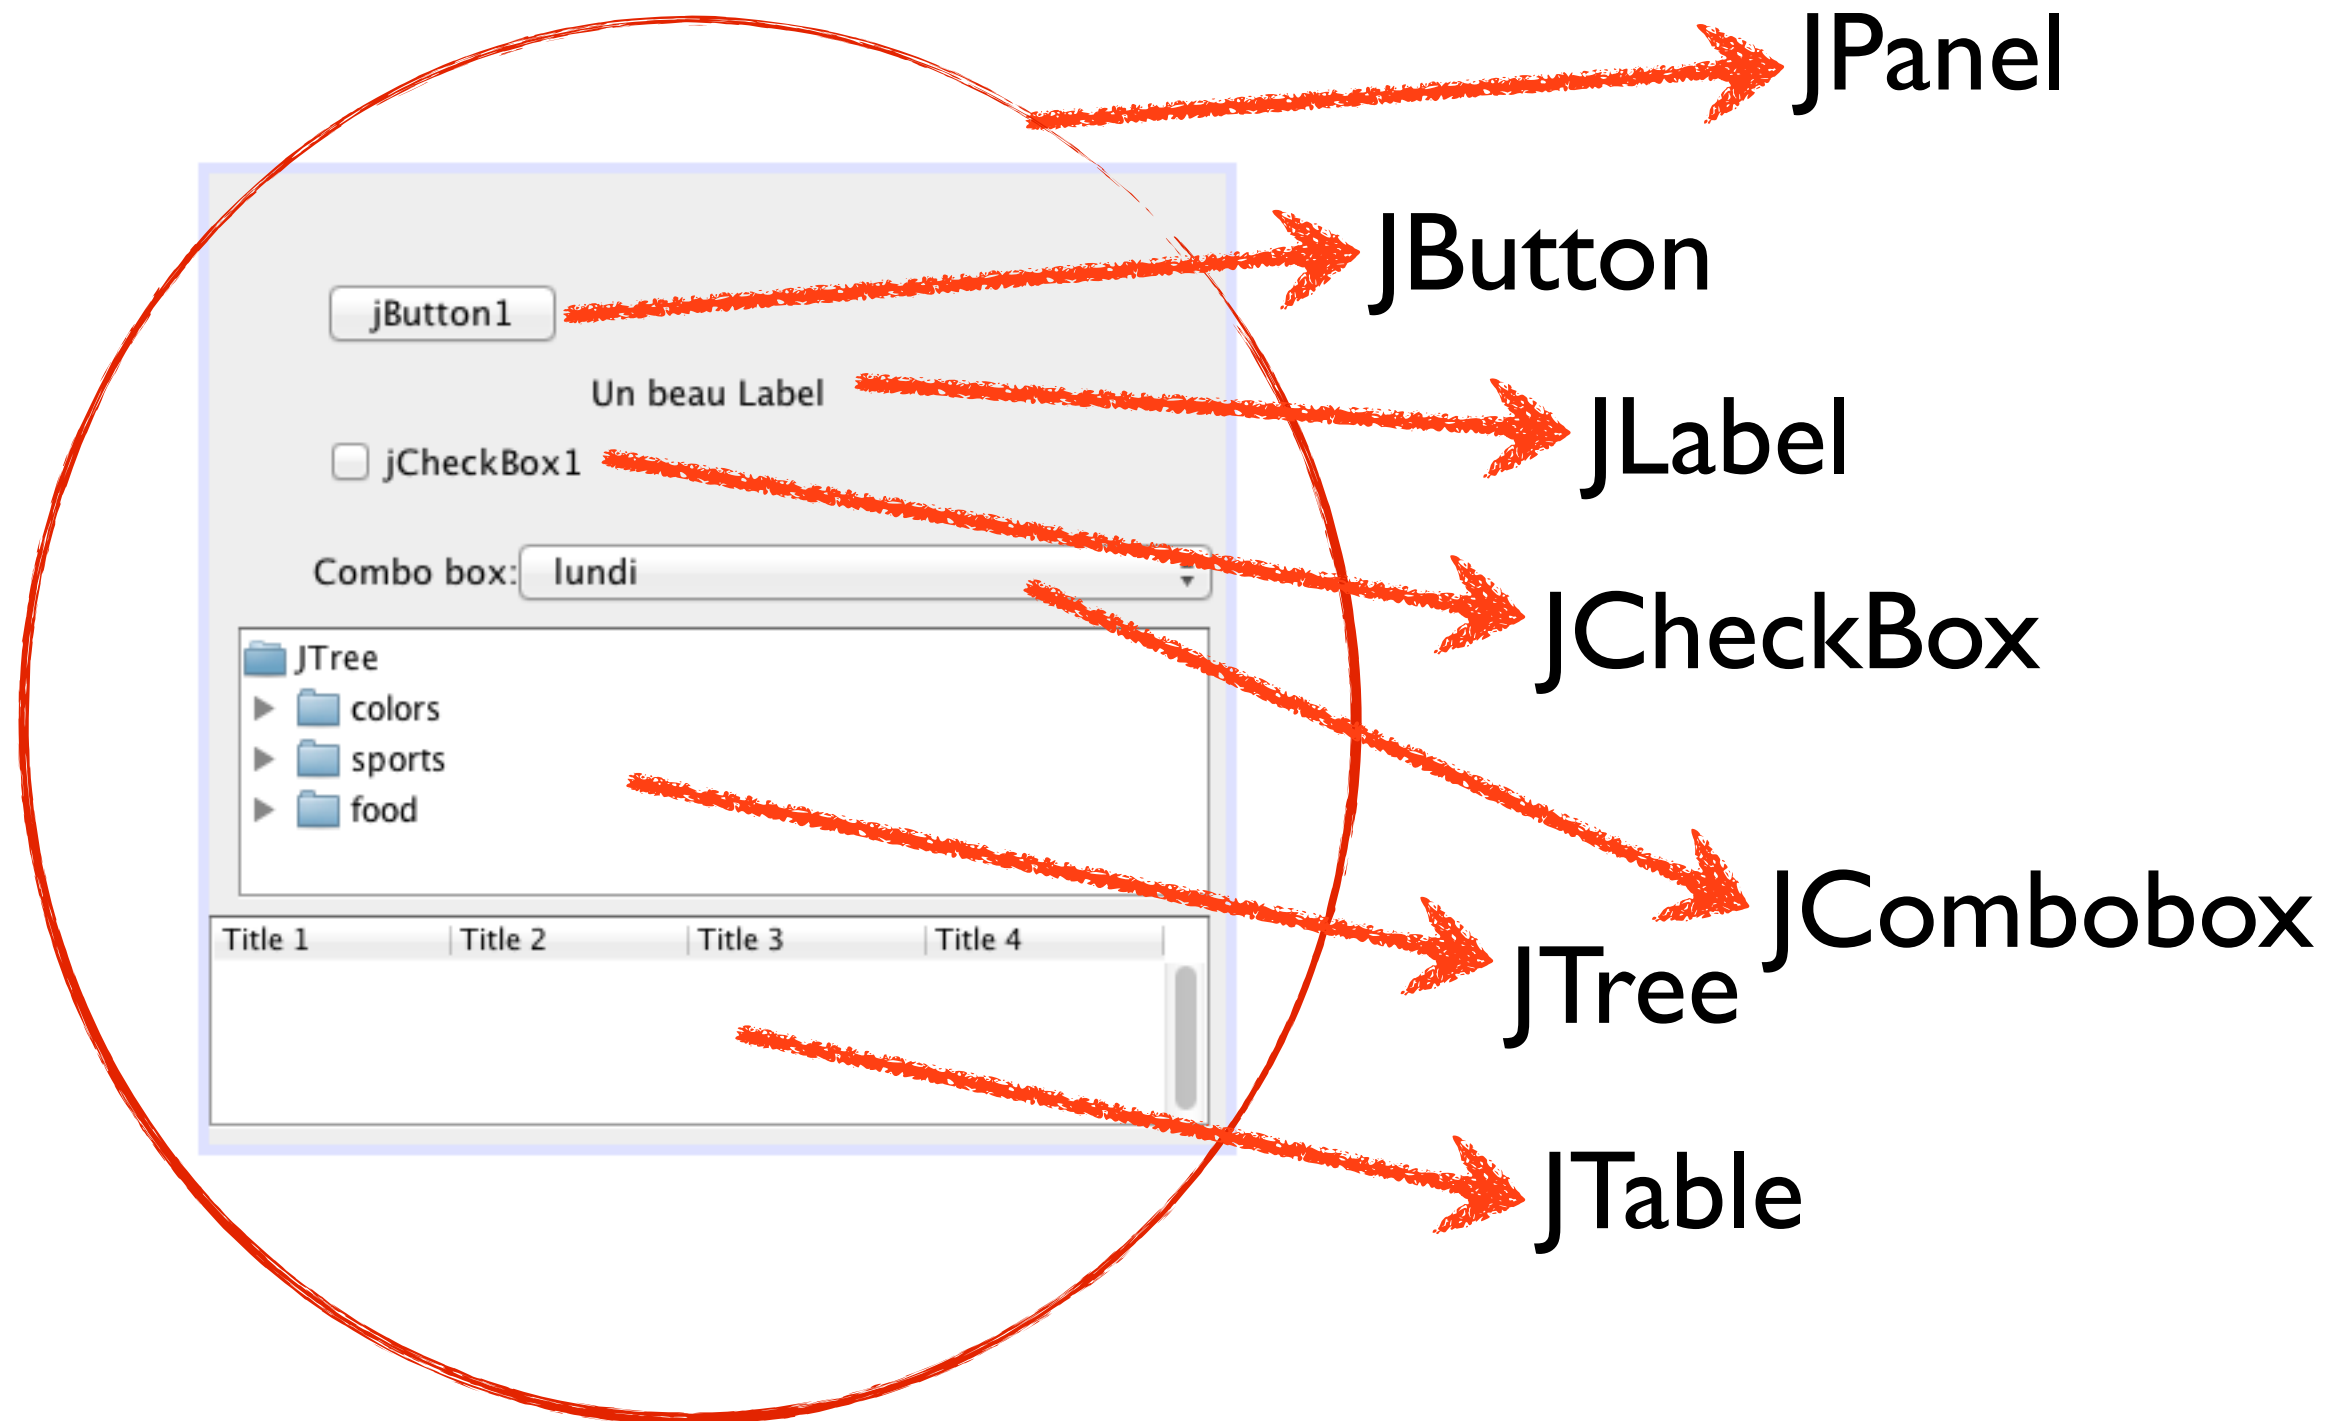 JPanel
JButton
jButton1
Un beau Label
JLabel
jCheckBox1
Combo box: lundi
JCheckBox
JTree
colors
sports
food
JCombobox
Title 1 Title 2 Title 3 Title 4
JTree
JTable